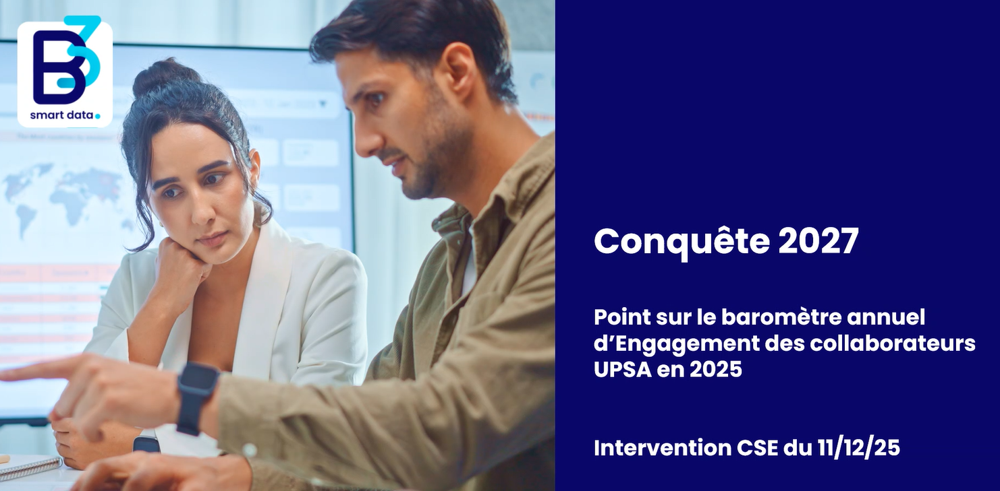 B3
smart data.
Conquête 2027
Point sur le baromètre annuel
d’Engagement des collaborateurs
UPSA en 2025
Intervention CSE du 11/12/25